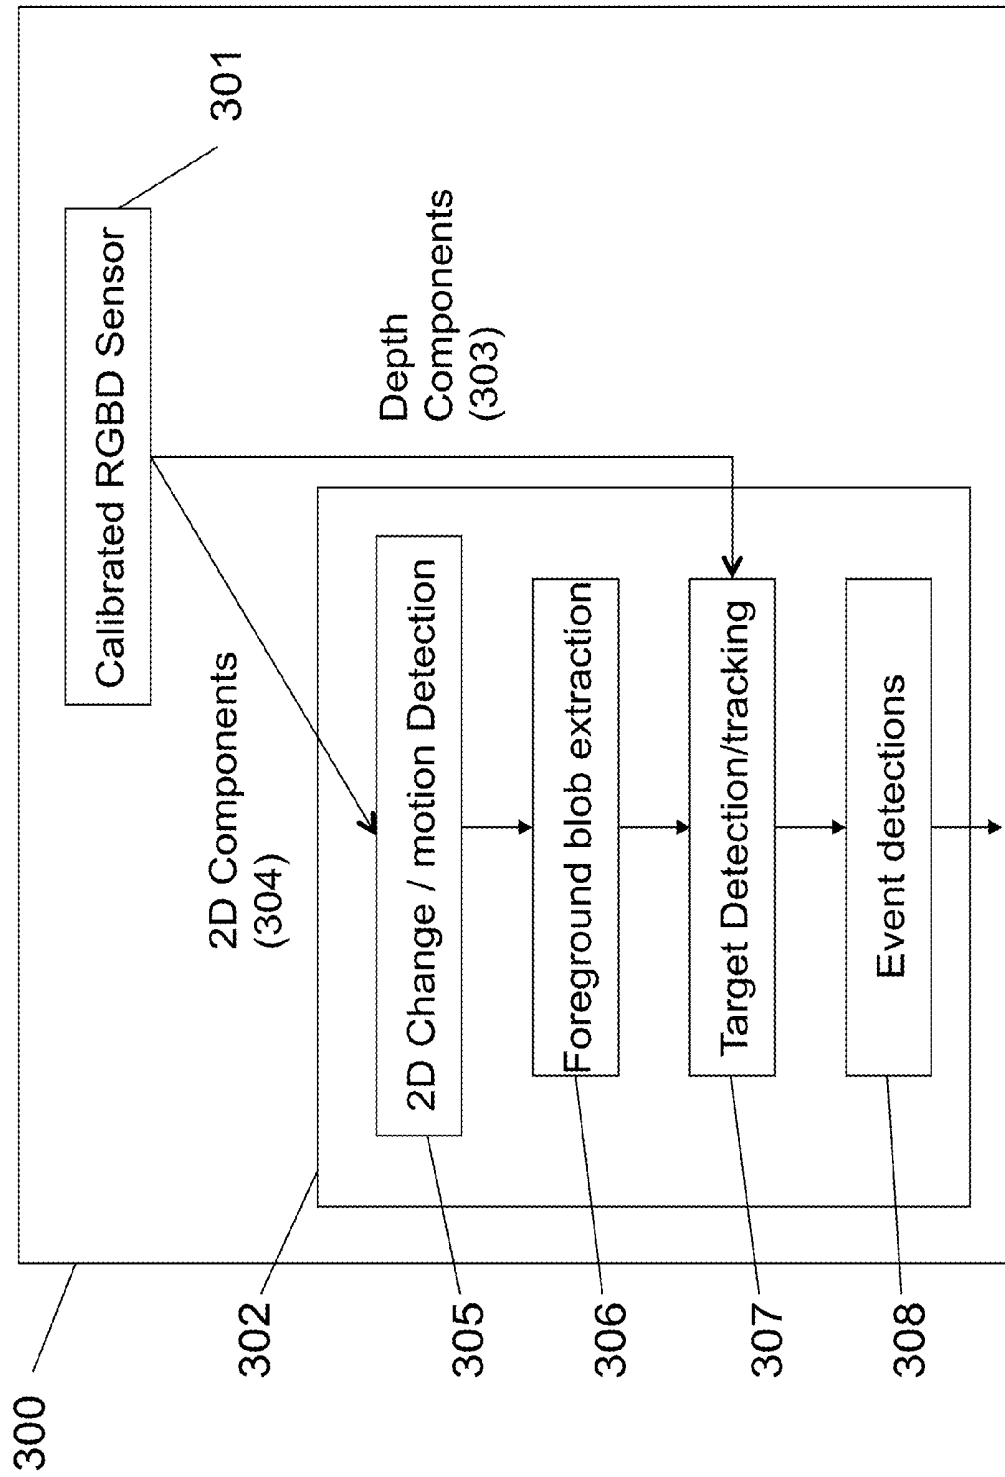 300
301
Calibrated RGBD Sensor
2D Components
(304)
Depth
Components
(303)
302
305
2D Change / motion Detection
306
Foreground blob extraction
307
Target Detection/tracking
308
Event detections